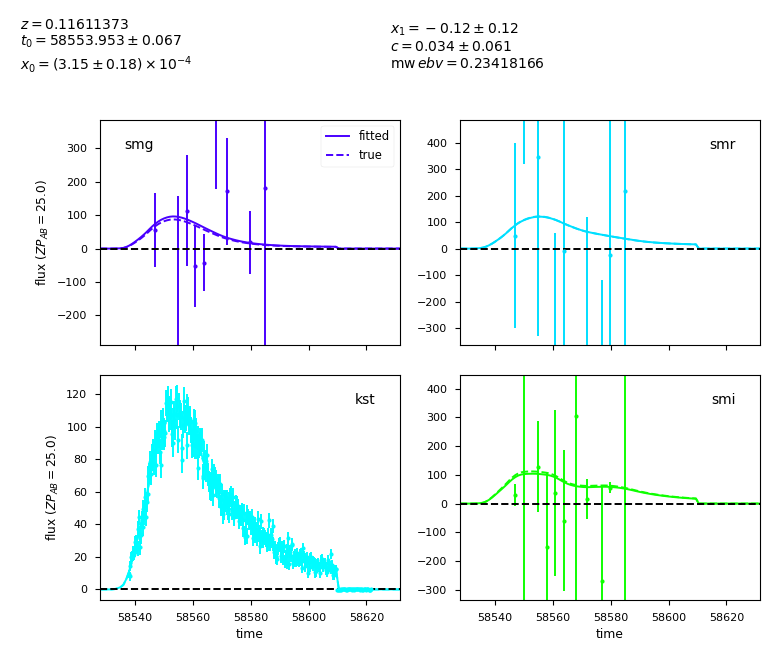 z = 0.11611373
t₀ = 58553.953 ± 0.067
x₀ = (3.15 ± 0.18) × 10⁻⁴
x₁ = −0.12 ± 0.12
c = 0.034 ± 0.061
mw ebv = 0.23418166
smg
fitted
true
300
200
100
0
−100
−200
flux (ZP_AB = 25.0)
smr
400
300
200
100
0
−100
−200
−300
kst
120
100
80
60
40
20
0
flux (ZP_AB = 25.0)
58540 58560 58580 58600 58620
time
smi
400
300
200
100
0
−100
−200
−300
58540 58560 58580 58600 58620
time